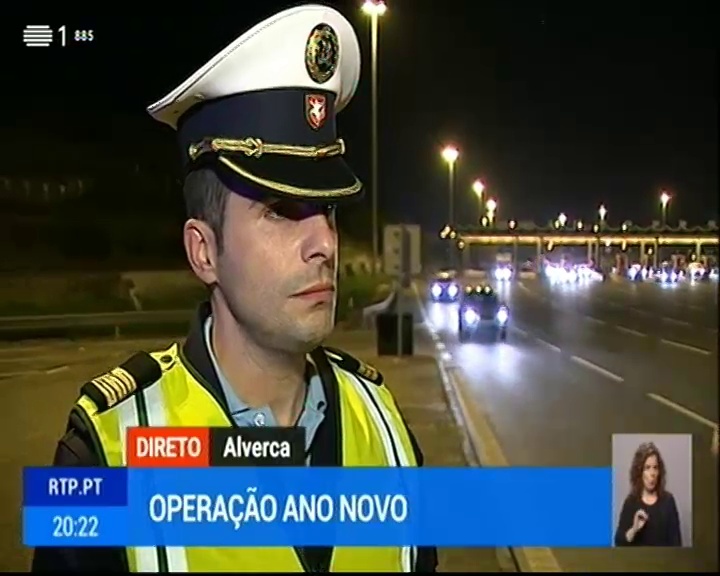 1 885
DIRETO Alverca
RTP.PT
OPERAÇÃO ANO NOVO
20:22